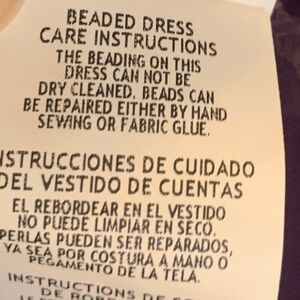 BEADED DRESS
CARE INSTRUCTIONS
THE BEADING ON THIS
DRESS CAN NOT BE
DRY CLEANED. BEADS CAN
BE REPAIRED EITHER BY HAND
SEWING OR FABRIC GLUE.
NSTRUCCIONES DE CUIDADO
DEL VESTIDO DE CUENTAS
EL REBORDEAR EN EL VESTIDO
NO PUEDE LIMPIAR EN SECO.
PERLAS PUEDEN SER REPARADOS,
YA SEA POR COSTURA A MANO O
PEGAMENTO DE LA TELA.
INSTRUCTIONS DE
DE